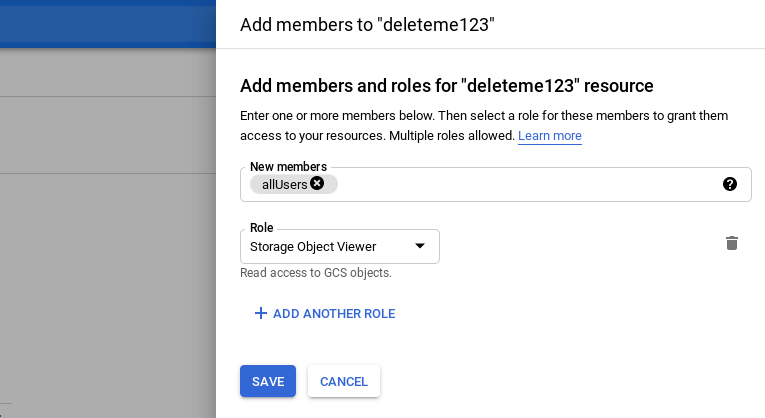 Add members to "deleteme123"
Add members and roles for "deleteme123" resource
Enter one or more members below. Then select a role for these members to grant them
access to your resources. Multiple roles allowed. Learn more
New members
allUsers
Role
Storage Object Viewer
Read access to GCS objects.
ADD ANOTHER ROLE
SAVE CANCEL